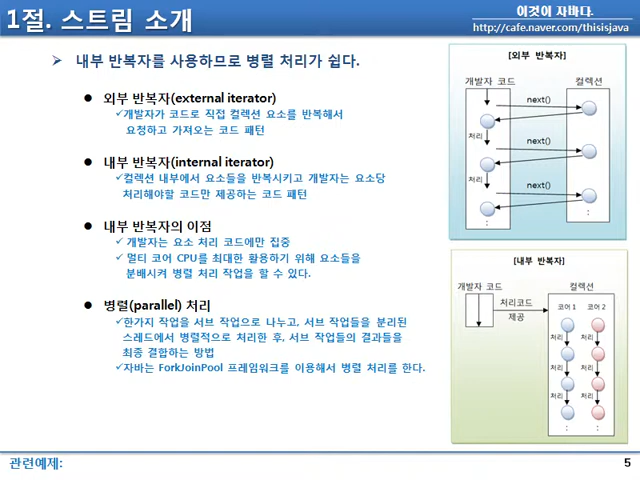 1절. 스트림 소개
이것이 자바다.
http://cafe.naver.com/thisisjava
내부 반복자를 사용하므로 병렬 처리가 쉽다.
외부 반복자(external iterator)
개발자가 코드로 직접 컬렉션 요소를 반복해서
요청하고 가져오는 코드 패턴
내부 반복자(internal iterator)
컬렉션 내부에서 요소들을 반복시키고 개발자는 요소당
처리해야할 코드만 제공하는 코드 패턴
내부 반복자의 이점
개발자는 요소 처리 코드에만 집중
멀티 코어 CPU를 최대한 활용하기 위해 요소들을
분배시켜 병렬 처리 작업을 할 수 있다.
병렬(parallel) 처리
한가지 작업을 서브 작업으로 나누고, 서브 작업들을 분리된
스레드에서 병렬적으로 처리한 후, 서브 작업들의 결과들을
최종 결합하는 방법
자바는 ForkJoinPool 프레임워크를 이용해서 병렬 처리를 한다.
[외부 반복자]
개발자 코드
컬렉션
next()
처리
next()
처리
next()
:
:
[내부 반복자]
개발자 코드
컬렉션
처리코드
제공
코어 1
코어 2
처리
처리
처리
처리
처리
처리
:
:
관련예제:
5